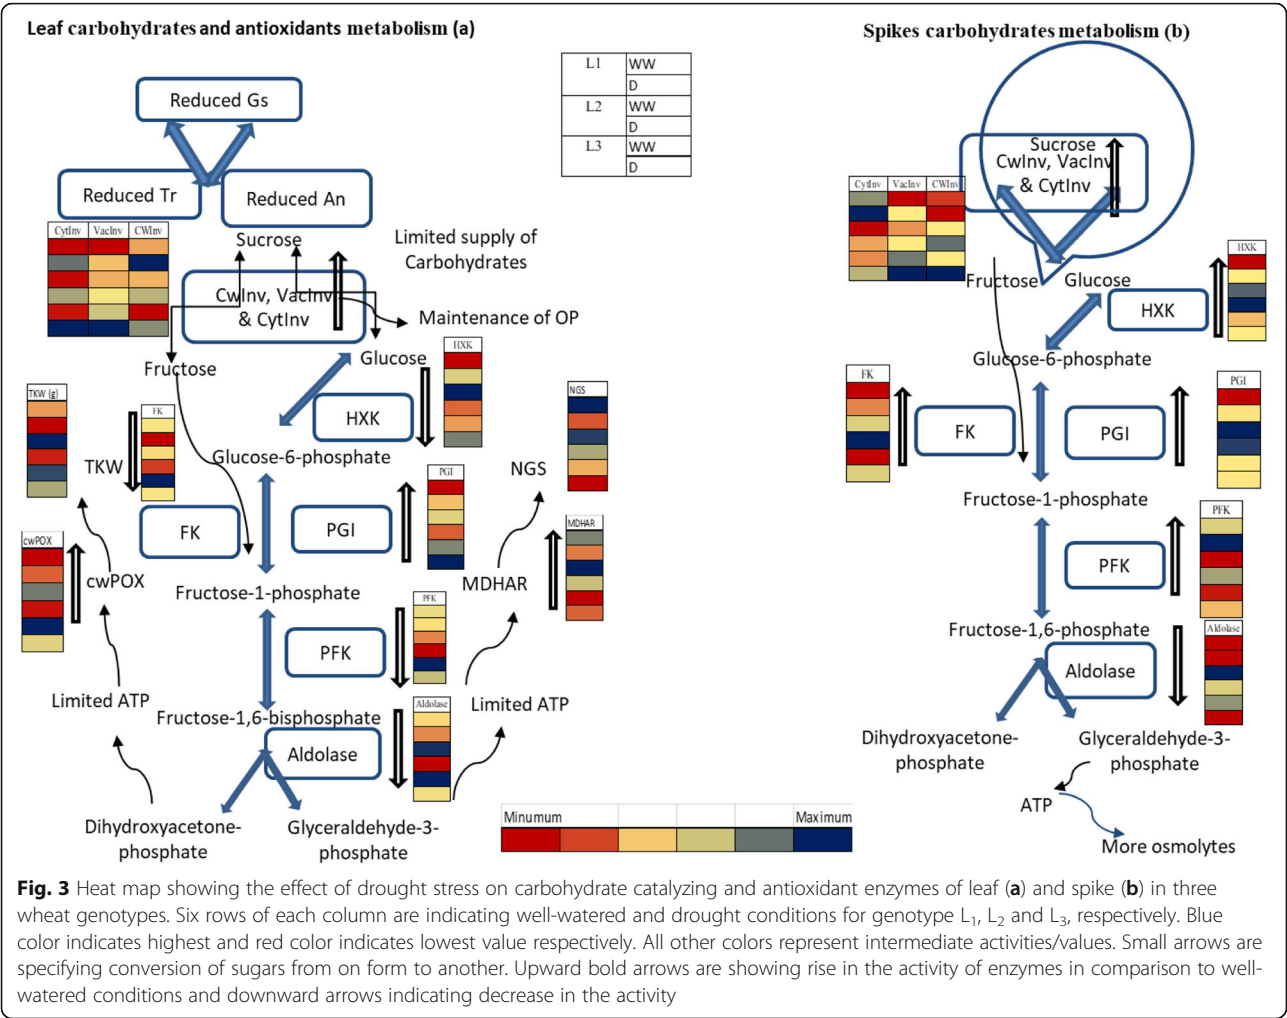 Leaf carbohydrates and antioxidants metabolism (a)
Reduced Gs
Reduced Tr
Reduced An
L1 WW
D
L2 WW
D
L3 WW
D
CytInv VacInv CWInv
Sucrose
Limited supply of
Carbohydrates
CwInv, VacInv
& CytInv
Maintenance of OP
Fructose
Glucose
HXK
HXK
TKW (g)
TKW
FK
FK
Glucose-6-phosphate
NGS
NGS
PGI
PGI
cwPOX
cwPOX
MDHAR
MDHAR
Fructose-1-phosphate
PFK
PFK
Limited ATP
Fructose-1,6-bisphosphate
Aldolase
Aldolase
Limited ATP
Dihydroxyacetone-
phosphate
Glyceraldehyde-3-
phosphate
Minumum Maximum
Spikes carbohydrates metabolism (b)
Sucrose
CwInv, VacInv
& CytInv
CytInv VacInv CWInv
Fructose
Glucose
HXK
HXK
Glucose-6-phosphate
FK
FK
PGI
PGI
Fructose-1-phosphate
PFK
PFK
Fructose-1,6-phosphate
Aldolase
Aldolase
Dihydroxyacetone-
phosphate
Glyceraldehyde-3-
phosphate
ATP
More osmolytes
Fig. 3 Heat map showing the effect of drought stress on carbohydrate catalyzing and antioxidant enzymes of leaf (a) and spike (b) in three
wheat genotypes. Six rows of each column are indicating well-watered and drought conditions for genotype L1, L2 and L3, respectively. Blue
color indicates highest and red color indicates lowest value respectively. All other colors represent intermediate activities/values. Small arrows are
specifying conversion of sugars from on form to another. Upward bold arrows are showing rise in the activity of enzymes in comparison to well-
watered conditions and downward arrows indicating decrease in the activity